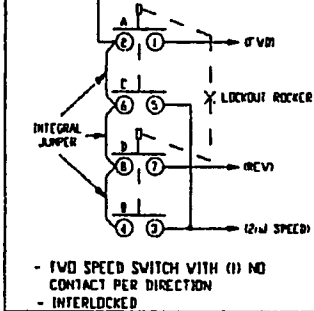 A
2 1
(FWD)
C
6 5
LOCKOUT ROCKER
INTEGRAL
JUMPER
D
8 7
(REV)
B
4 3
(2nd SPEED)
- TWO SPEED SWITCH WITH (1) NO
CONTACT PER DIRECTION
- INTERLOCKED